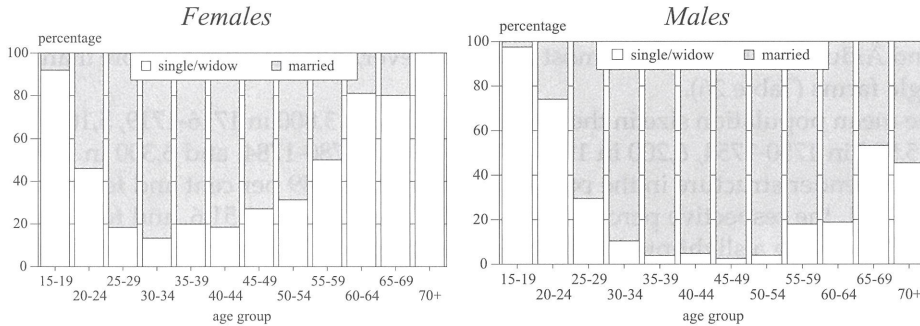 Females
percentage
100
80
60
40
20
0
single/widow married
15-19 25-29 35-39 45-49 55-59 65-69
20-24 30-34 40-44 50-54 60-64 70+
age group
Males
percentage
100
80
60
40
20
0
single/widow married
15-19 25-29 35-39 45-49 55-59 65-69
20-24 30-34 40-44 50-54 60-64 70+
age group